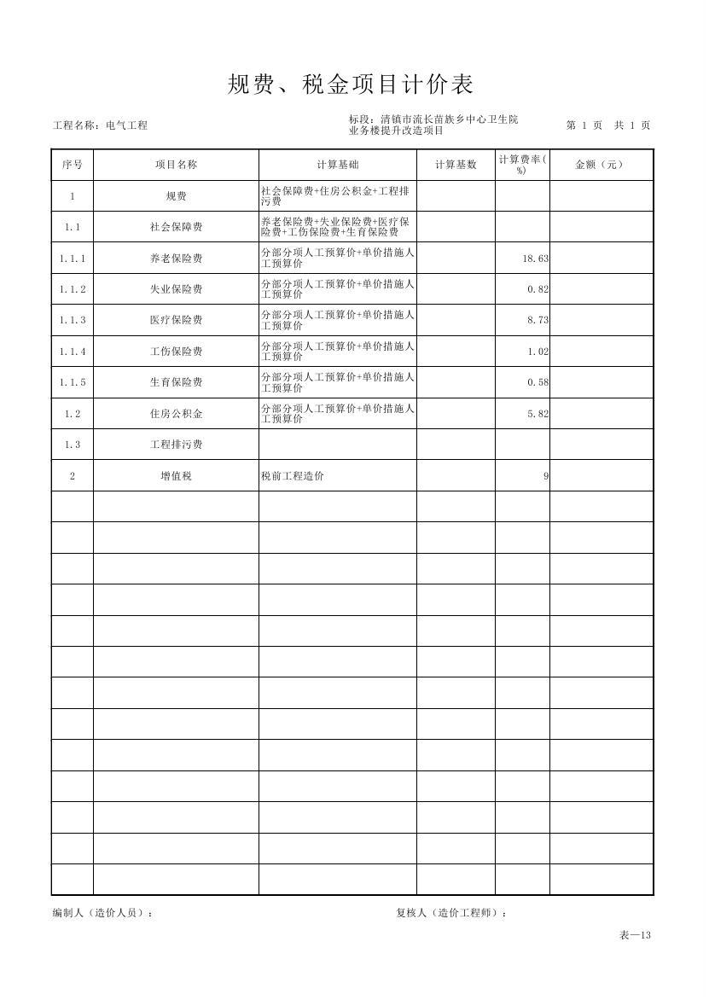 规费、税金项目计价表
工程名称：电气工程
标段：清镇市流长苗族乡中心卫生院
业务楼提升改造项目
第 1 页 共 1 页
序号 项目名称 计算基础 计算基数 计算费率(
%)
金额（元）
1 规费 社会保障费+住房公积金+工程排
污费
1.1 社会保障费 养老保险费+失业保险费+医疗保
险费+工伤保险费+生育保险费
1.1.1 养老保险费 分部分项人工预算价+单价措施人
工预算价
18.63
1.1.2 失业保险费 分部分项人工预算价+单价措施人
工预算价
0.82
1.1.3 医疗保险费 分部分项人工预算价+单价措施人
工预算价
8.73
1.1.4 工伤保险费 分部分项人工预算价+单价措施人
工预算价
1.02
1.1.5 生育保险费 分部分项人工预算价+单价措施人
工预算价
0.58
1.2 住房公积金 分部分项人工预算价+单价措施人
工预算价
5.82
1.3 工程排污费
2 增值税 税前工程造价 9
编制人（造价人员）：
复核人（造价工程师）：
表—13